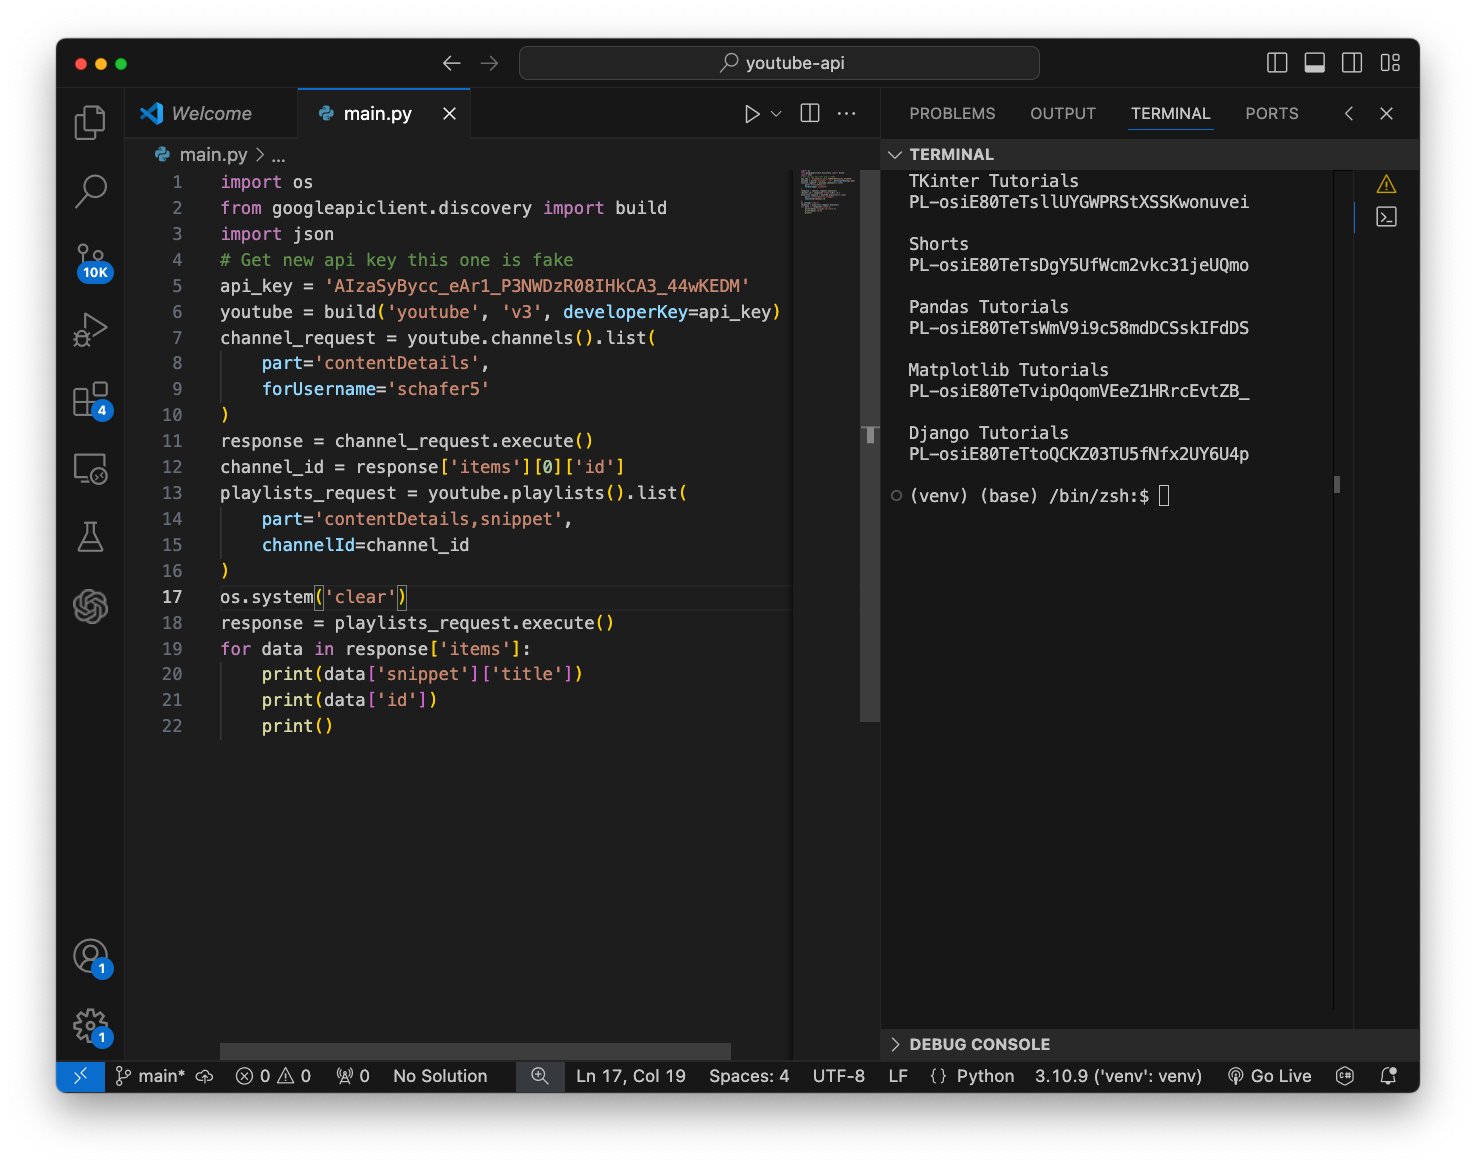 youtube-api
Welcome
main.py
PROBLEMS OUTPUT TERMINAL PORTS
main.py > ...
1 import os
2 from googleapiclient.discovery import build
3 import json
4 # Get new api key this one is fake
5 api_key = 'AIzaSyBycc_eAr1_P3NWDzR08IHkCA3_44wKEDM'
6 youtube = build('youtube', 'v3', developerKey=api_key)
7 channel_request = youtube.channels().list(
8     part='contentDetails',
9     forUsername='schafer5'
10 )
11 response = channel_request.execute()
12 channel_id = response['items'][0]['id']
13 playlists_request = youtube.playlists().list(
14     part='contentDetails,snippet',
15     channelId=channel_id
16 )
17 os.system('clear')
18 response = playlists_request.execute()
19 for data in response['items']:
20     print(data['snippet']['title'])
21     print(data['id'])
22     print()
TERMINAL
TKinter Tutorials
PL-osiE80TeTsllUYGWPRStXSSKwonuvei
Shorts
PL-osiE80TeTsDgY5UfWcm2vkc31jeUQmo
Pandas Tutorials
PL-osiE80TeTsWmV9i9c58mdDCSskIFdDS
Matplotlib Tutorials
PL-osiE80TeTvipOqomVEeZ1HRrcEvtZB_
Django Tutorials
PL-osiE80TeTtoQCKZ03TU5fNfx2UY6U4p
(venv) (base) /bin/zsh:$
DEBUG CONSOLE
10K
4
1
1
main* 0 0 0 No Solution Ln 17, Col 19 Spaces: 4 UTF-8 LF {} Python 3.10.9 ('venv': venv) Go Live